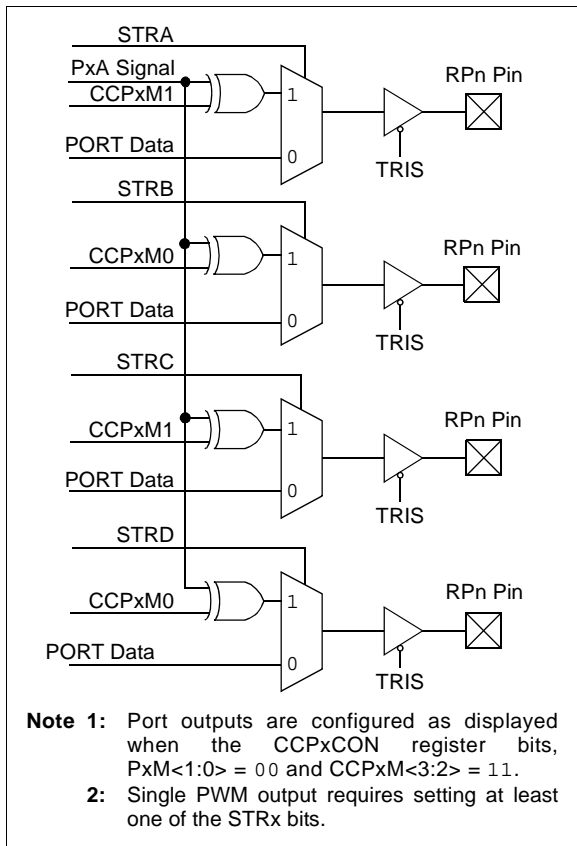 STRA
PxA Signal
CCPxM1
PORT Data
1
0
TRIS
RPn Pin
STRB
CCPxM0
PORT Data
1
0
TRIS
RPn Pin
STRC
CCPxM1
PORT Data
1
0
TRIS
RPn Pin
STRD
CCPxM0
PORT Data
1
0
TRIS
RPn Pin
Note 1: Port outputs are configured as displayed
when the CCPxCON register bits,
PxM<1:0> = 00 and CCPxM<3:2> = 11.
2: Single PWM output requires setting at least
one of the STRx bits.